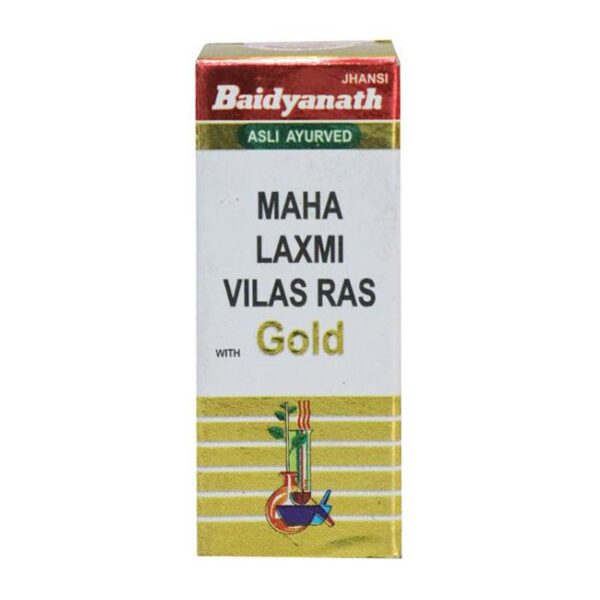 JHANSI
Baidyanath
ASLI AYURVED
MAHA
LAXMI
VILAS RAS
WITH Gold